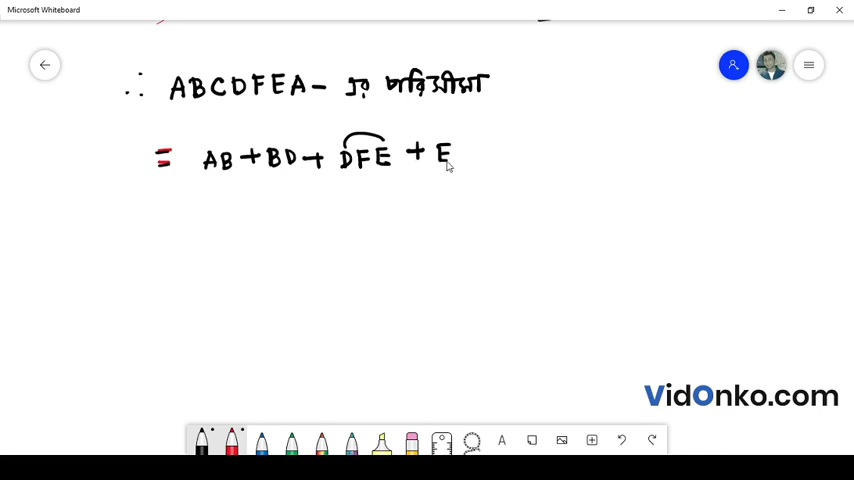 Microsoft Whiteboard
∴ ABCDFEA - এর পরিসীমা
= AB + BD + DFE + E
VidOnko.com
A